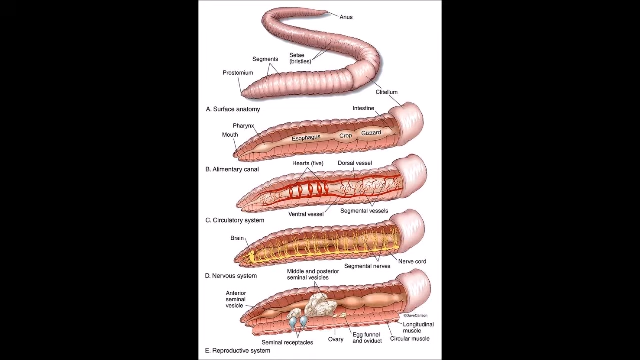 Anus
Setae
(bristles)
Segments
Prostomium
Clitellum
A. Surface anatomy
Intestine
Pharynx
Mouth
Esophagus
Crop
Gizzard
B. Alimentary canal
Hearts (five)
Dorsal vessel
Ventral vessel
Segmental vessels
C. Circulatory system
Brain
Nerve cord
Segmental nerves
D. Nervous system
Middle and posterior
seminal vesicles
Anterior
seminal
vesicle
Longitudinal
muscle
Circular muscle
Egg funnel
and oviduct
Ovary
Seminal receptacles
E. Reproductive system